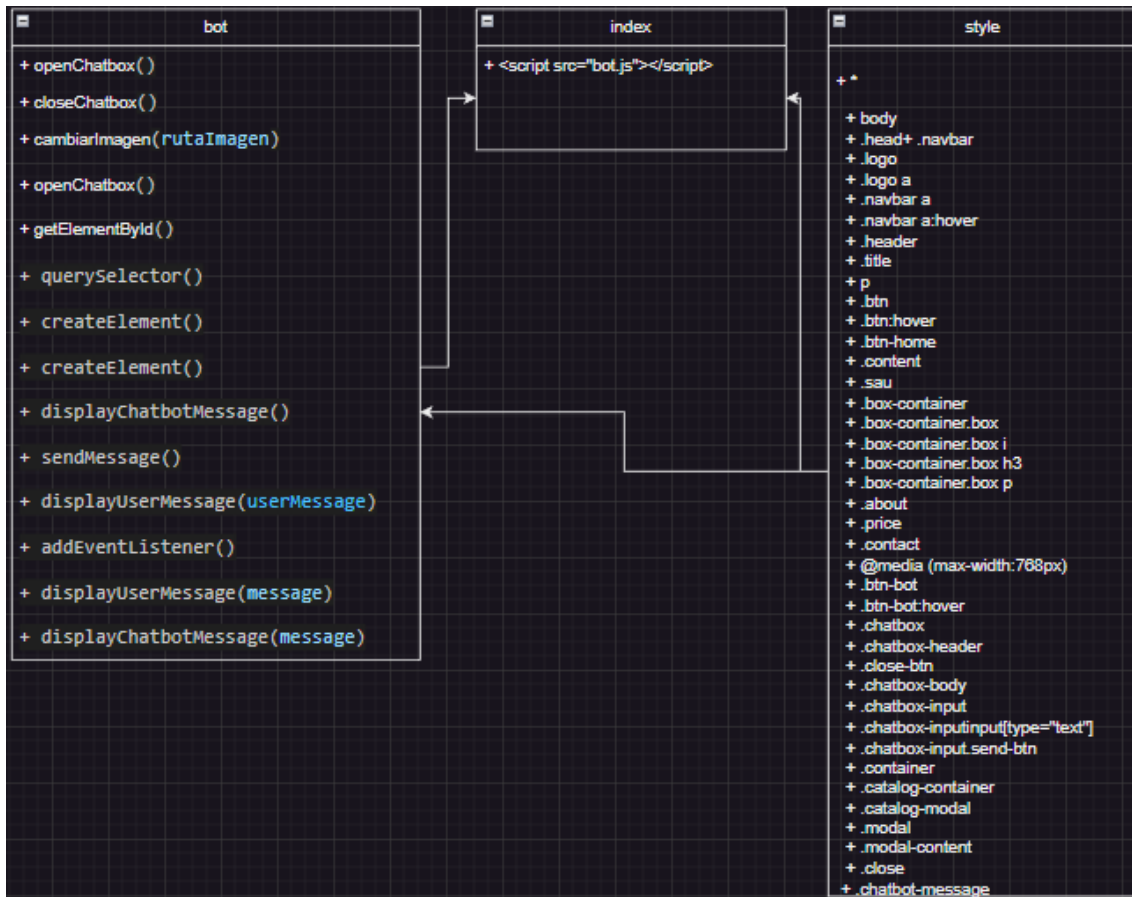 bot
+ openChatbox()
+ closeChatbox()
+ cambiarImagen(rutaImagen)
+ openChatbox()
+ getElementById()
+ querySelector()
+ createElement()
+ createElement()
+ displayChatbotMessage()
+ sendMessage()
+ displayUserMessage(userMessage)
+ addEventListener()
+ displayUserMessage(message)
+ displayChatbotMessage(message)
index
+ <script src="bot.js"></script>
style
+ *
+ body
+ .head+ .navbar
+ .logo
+ .logo a
+ .navbar a
+ .navbar a:hover
+ .header
+ .title
+ p
+ .btn
+ .btn:hover
+ .btn-home
+ .content
+ .sau
+ .box-container
+ .box-container.box
+ .box-container.box i
+ .box-container.box h3
+ .box-container.box p
+ .about
+ .price
+ .contact
+ @media (max-width:768px)
+ .btn-bot
+ .btn-bot:hover
+ .chatbox
+ .chatbox-header
+ .close-btn
+ .chatbox-body
+ .chatbox-input
+ .chatbox-inputinput[type="text"]
+ .chatbox-input.send-btn
+ .container
+ .catalog-container
+ .catalog-modal
+ .modal
+ .modal-content
+ .close
+ .chatbot-message